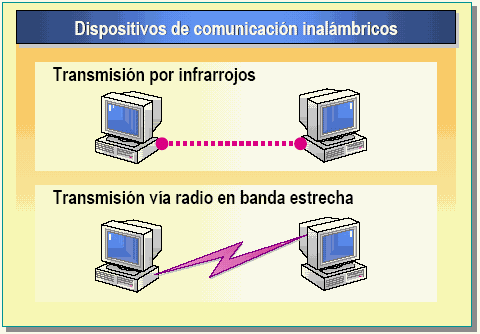 Dispositivos de comunicación inalámbricos
Transmisión por infrarrojos
Transmisión vía radio en banda estrecha